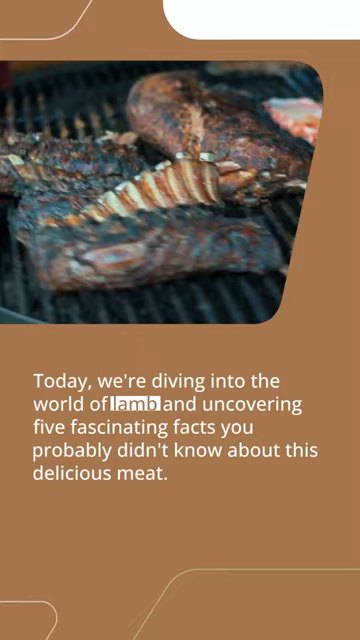 Today, we're diving into the
world of lamb and uncovering
five fascinating facts you
probably didn't know about this
delicious meat.